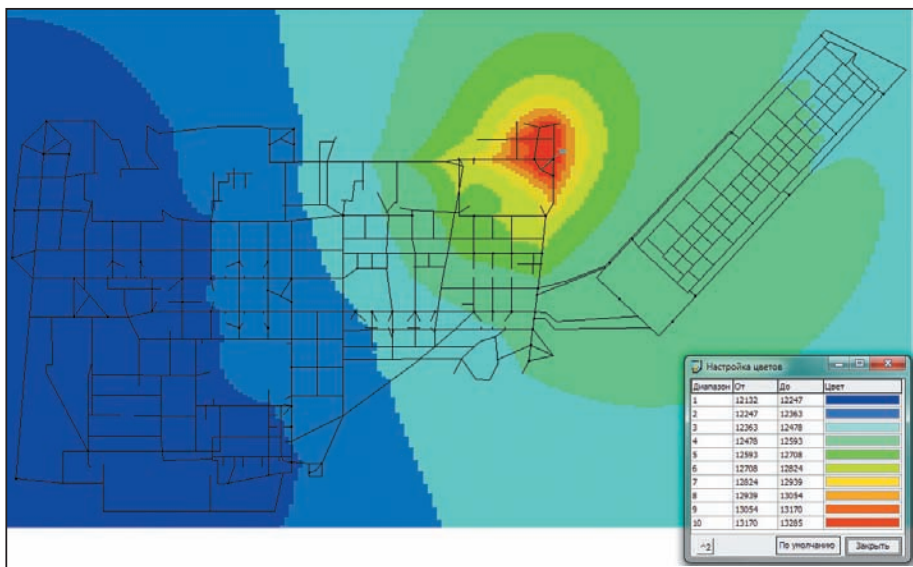 Настройка цветов
Диапазон От До Цвет
1 12132 12247
2 12247 12363
3 12363 12478
4 12478 12593
5 12593 12708
6 12708 12824
7 12824 12939
8 12939 13054
9 13054 13170
10 13170 13285
По умолчанию Закрыть